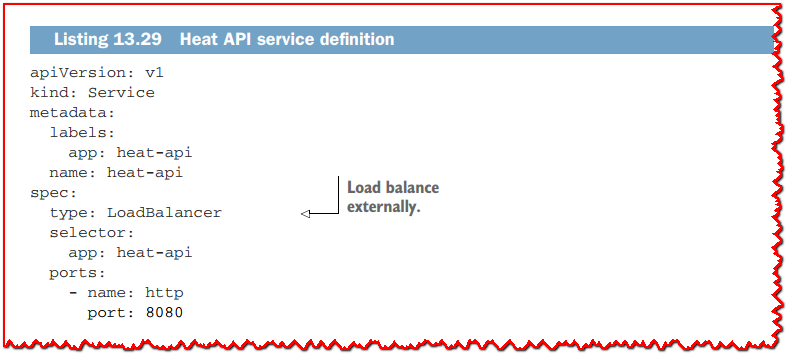 Listing 13.29 Heat API service definition
apiVersion: v1
kind: Service
metadata:
  labels:
    app: heat-api
  name: heat-api
spec:
  type: LoadBalancer
  selector:
    app: heat-api
  ports:
    - name: http
      port: 8080
Load balance
externally.